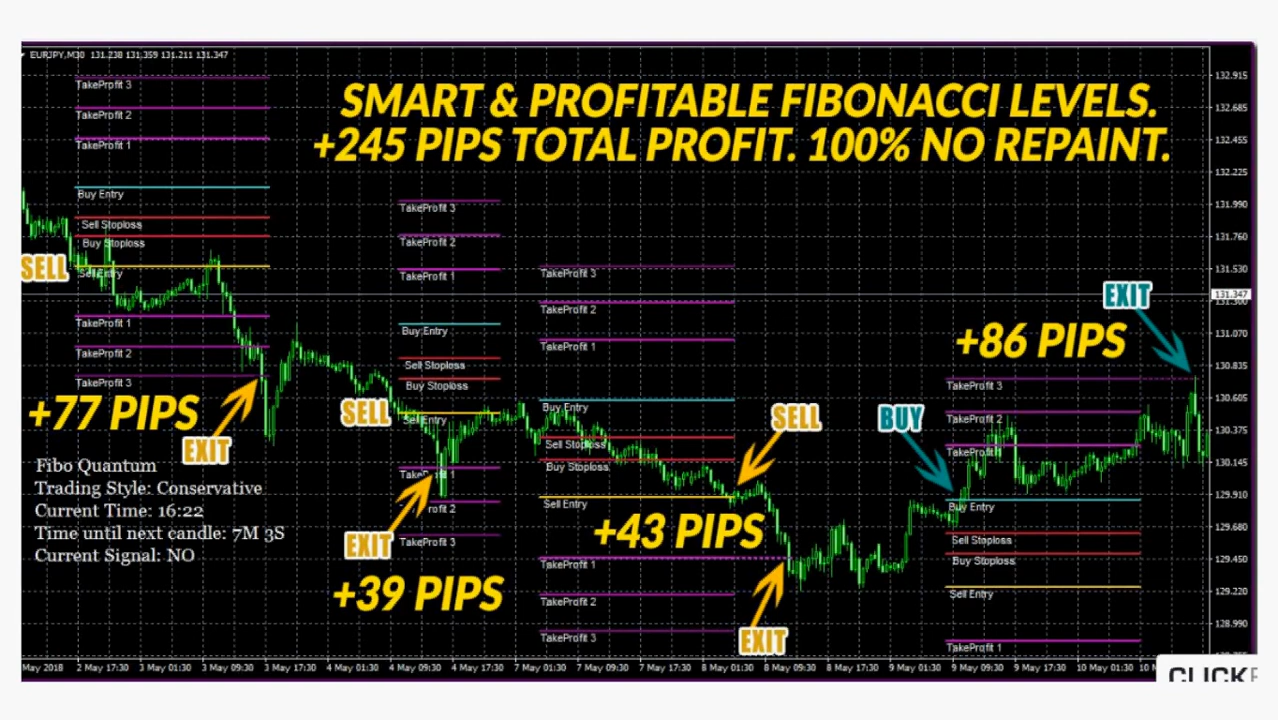 EURJPY,M30 131.238 131.359 131.211 131.347
SMART & PROFITABLE FIBONACCI LEVELS.
+245 PIPS TOTAL PROFIT. 100% NO REPAINT.
TakeProfit 3
TakeProfit 2
TakeProfit 1
Buy Entry
Sell Stoploss
Buy Stoploss
SELL
Sell Entry
TakeProfit 1
TakeProfit 2
TakeProfit 3
+77 PIPS
EXIT
Fibo Quantum
Trading Style: Conservative
Current Time: 16:22
Time until next candle: 7M 3S
Current Signal: NO
TakeProfit 3
TakeProfit 2
TakeProfit 1
Buy Entry
Sell Stoploss
Buy Stoploss
SELL
Sell Entry
TakeProfit 1
rofit 2
TakeProfit 3
EXIT
+39 PIPS
TakeProfit 3
TakeProfit 2
TakeProfit 1
Buy Entry
Sell Stoploss
Buy Stoploss
SELL
Sell Entry
+43 PIPS
TakeProfit 1
TakeProfit 2
TakeProfit 3
EXIT
EXIT
+86 PIPS
TakeProfit 3
TakeProfit 2
TakeProfit 1
BUY
Buy Entry
Sell Stoploss
Buy Stoploss
Sell Entry
TakeProfit 1
132.915
132.685
132.455
132.225
131.990
131.760
131.530
131.347
131.300
131.070
130.835
130.605
130.375
130.145
129.910
129.680
129.450
129.220
128.990
May 2018 2 May 17:30 3 May 01:30 3 May 09:30 3 May 17:30 4 May 01:30 4 May 09:30 4 May 17:30 7 May 01:30 7 May 09:30 7 May 17:30 8 May 01:30 8 May 09:30 8 May 17:30 9 May 01:30 9 May 09:30 9 May 17:30 10 May 01:30 10 M
CLICK